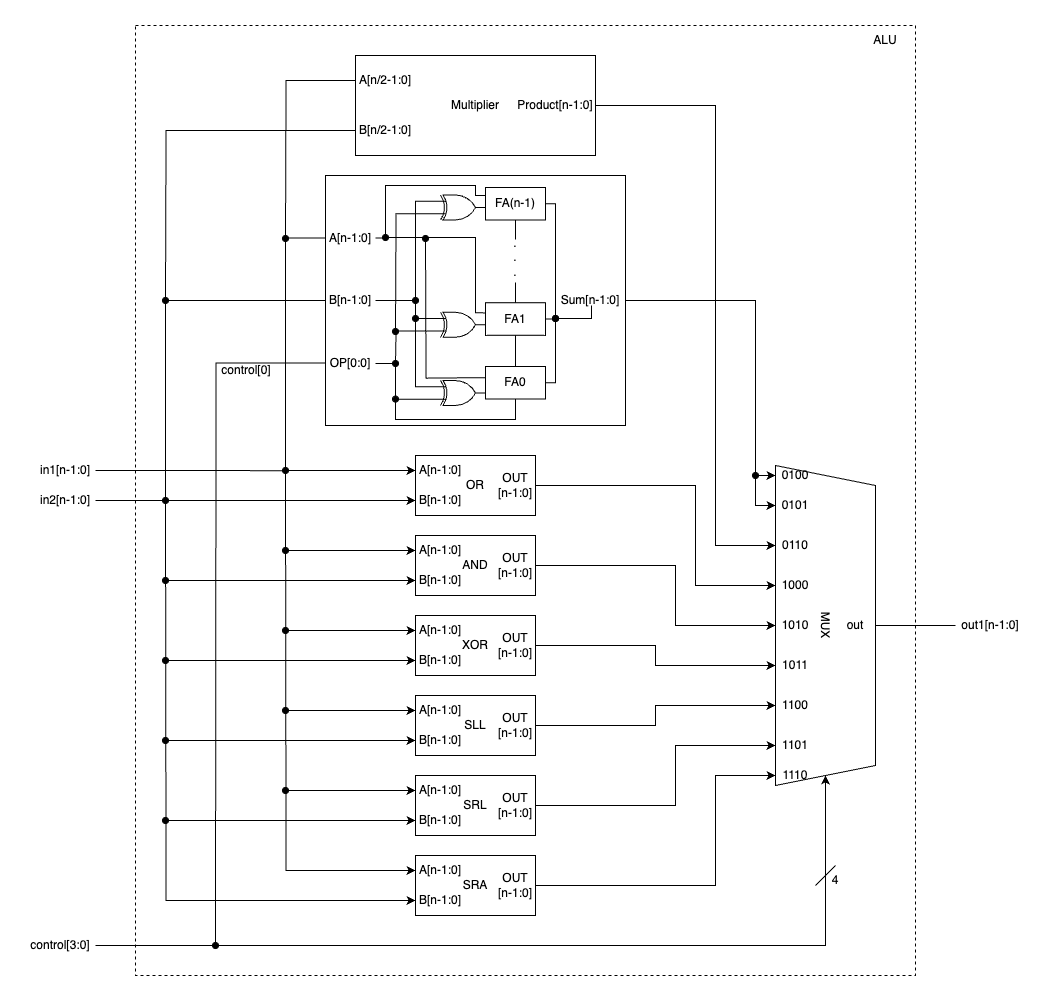 ALU
A[n/2-1:0]
Multiplier
Product[n-1:0]
B[n/2-1:0]
FA(n-1)
A[n-1:0]
B[n-1:0]
Sum[n-1:0]
FA1
OP[0:0]
control[0]
FA0
in1[n-1:0]
in2[n-1:0]
A[n-1:0]
OUT
OR
[n-1:0]
B[n-1:0]
A[n-1:0]
OUT
AND
[n-1:0]
B[n-1:0]
A[n-1:0]
OUT
XOR
[n-1:0]
B[n-1:0]
A[n-1:0]
OUT
SLL
[n-1:0]
B[n-1:0]
A[n-1:0]
OUT
SRL
[n-1:0]
B[n-1:0]
A[n-1:0]
OUT
SRA
[n-1:0]
B[n-1:0]
0100
0101
0110
1000
1010
1011
1100
1101
1110
MUX
out
out1[n-1:0]
4
control[3:0]